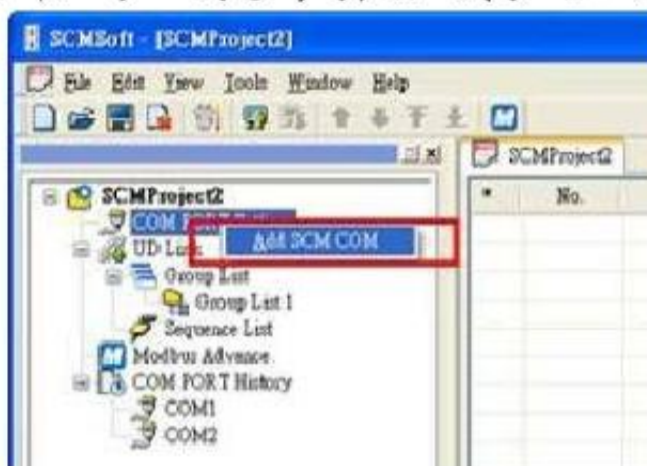 SCMSoft - [SCMProject2]
File Edit View Tools Window Help
SCMProject2
* No.
SCMProject2
COM PORT
Add SCM COM
UD
Group List
Group List 1
Sequence List
Modbus Advance
COM PORT History
COM1
COM2